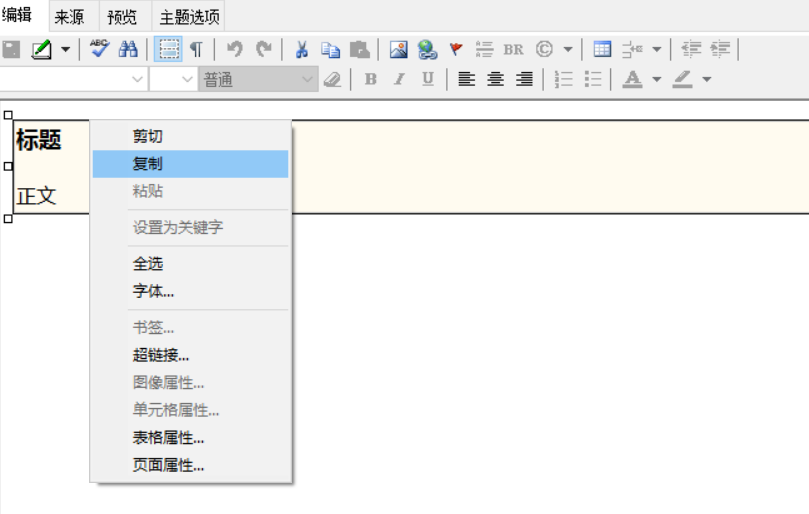 编辑 来源 预览 主题选项
ABC BR ©
普通 B I U A
标题
正文
剪切
复制
粘贴
设置为关键字
全选
字体...
书签...
超链接...
图像属性...
单元格属性...
表格属性...
页面属性...